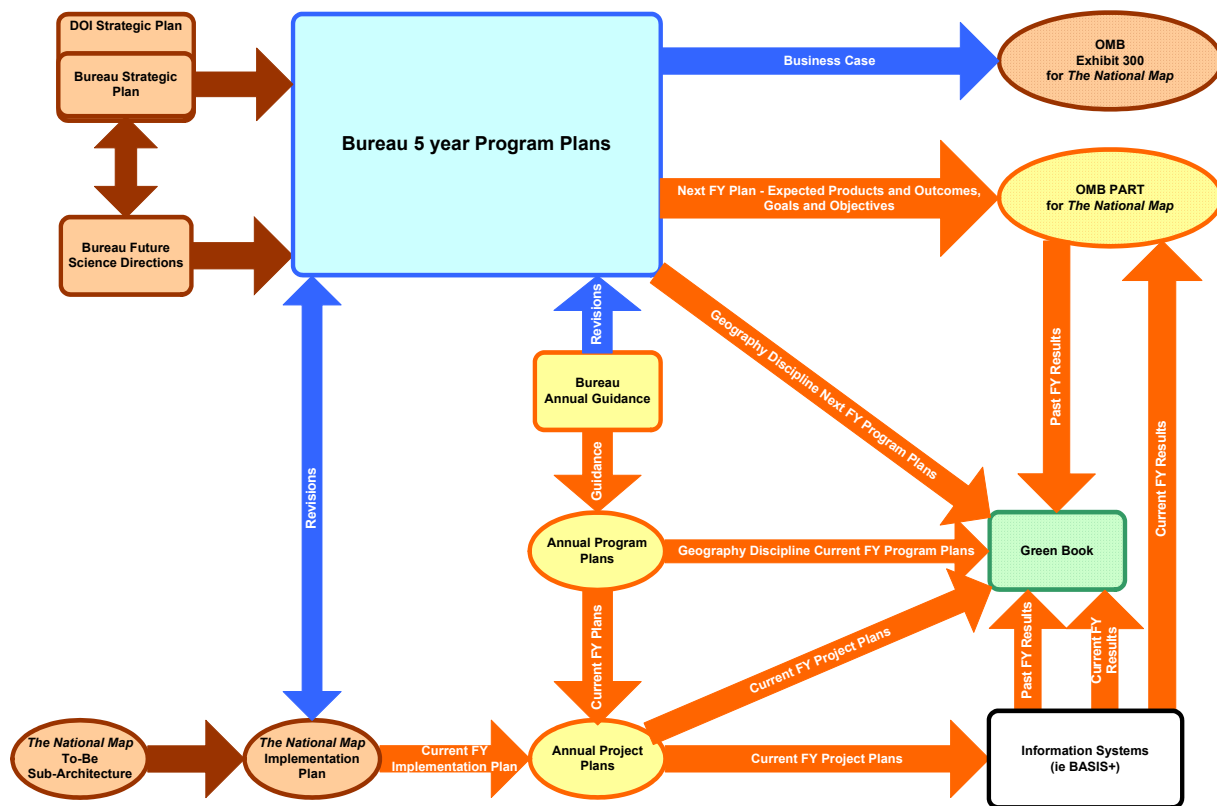 DOI Strategic Plan
Bureau Strategic
Plan
Bureau Future
Science Directions
Bureau 5 year Program Plans
Business Case
OMB
Exhibit 300
for The National Map
Next FY Plan - Expected Products and Outcomes,
Goals and Objectives
OMB PART
for The National Map
Revisions
Revisions
Bureau
Annual Guidance
Guidance
Geography Discipline Next FY Program Plans
Past FY Results
Current FY Results
Annual Program
Plans
Geography Discipline Current FY Program Plans
Green Book
Current FY Plans
Current FY Project Plans
Past FY Results
Current FY
Results
The National Map
To-Be
Sub-Architecture
The National Map
Implementation
Plan
Current FY
Implementation Plan
Annual Project
Plans
Current FY Project Plans
Information Systems
(ie BASIS+)